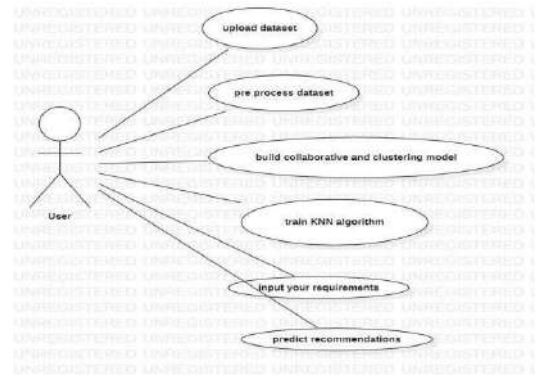 upload dataset
pre process dataset
build collaborative and clustering model
train KNN algorithm
User
input your requirements
predict recommendations
UNREGISTERED